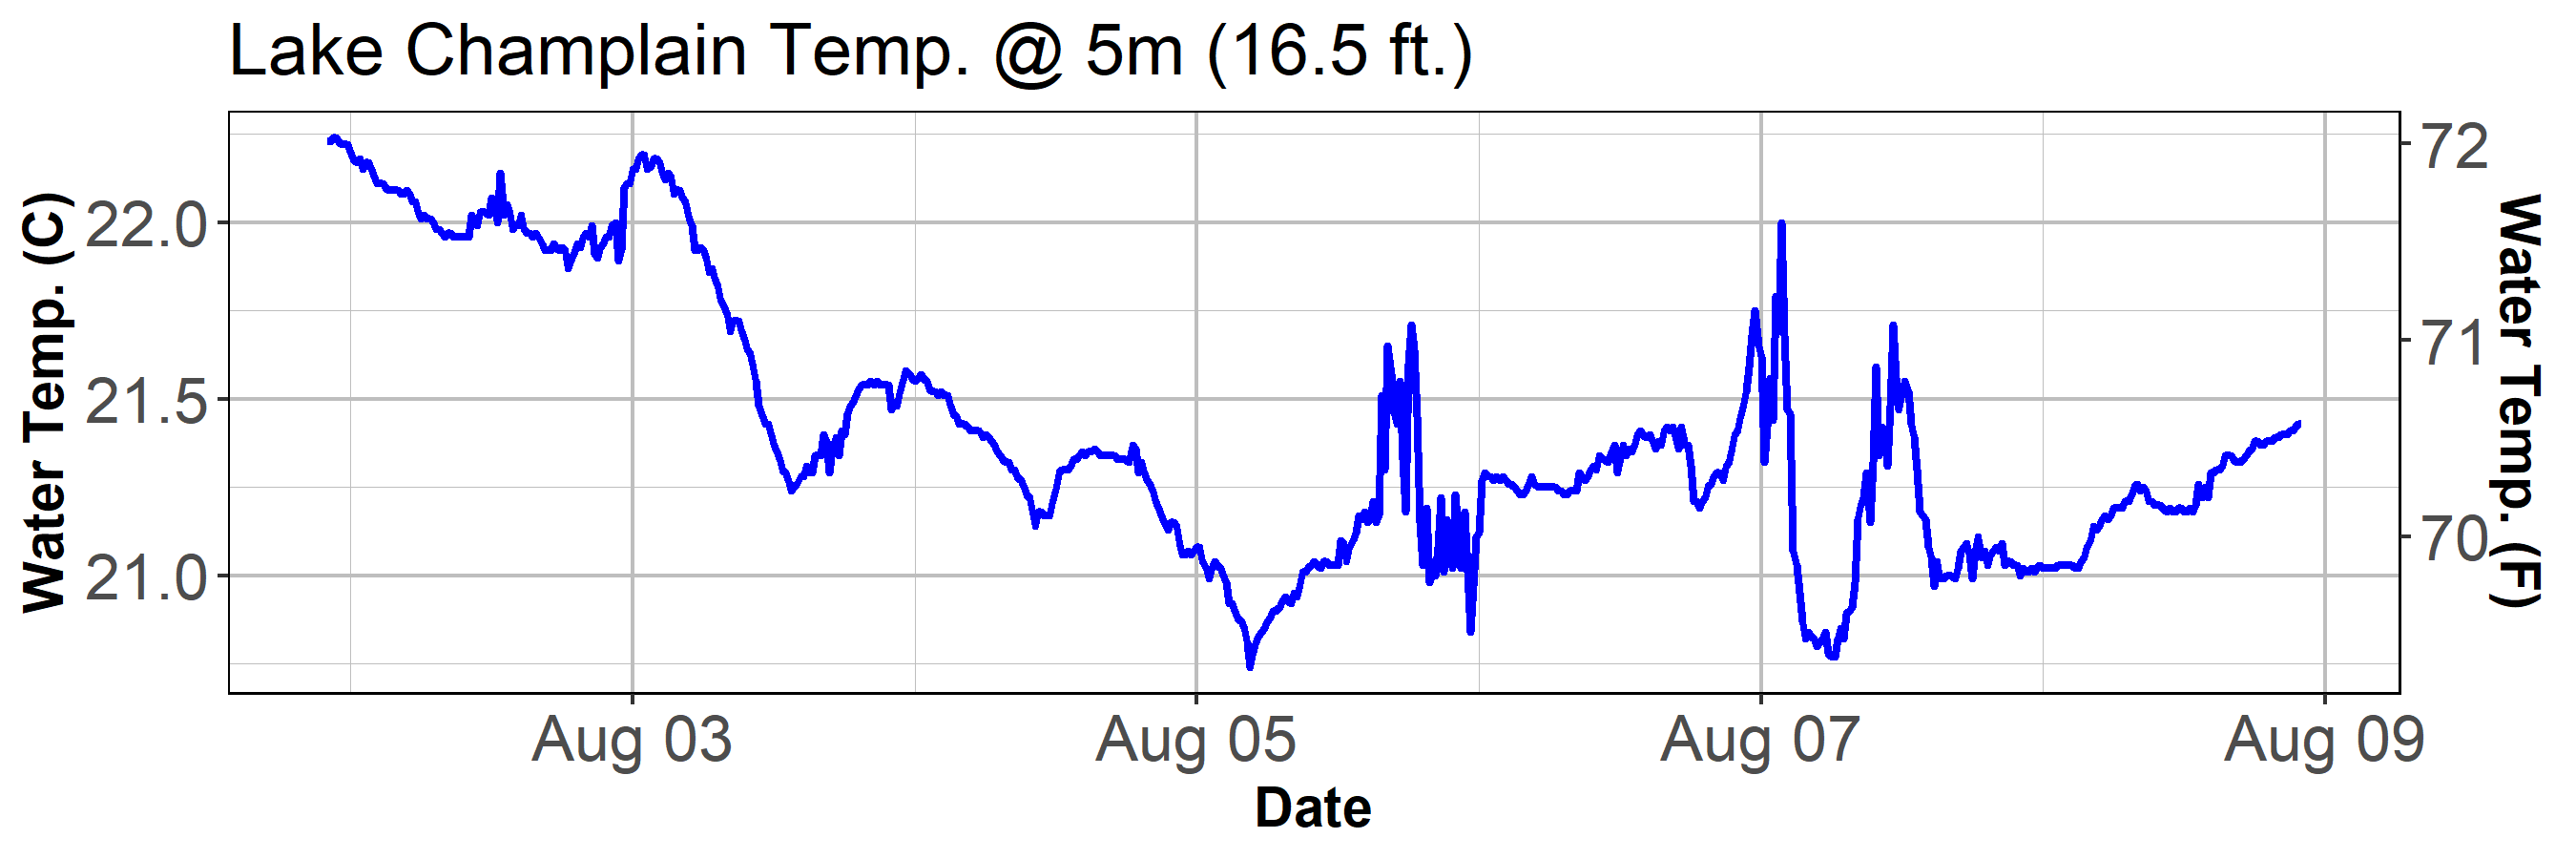 Lake Champlain Temp. @ 5m (16.5 ft.)
Water Temp. (C)
22.0
21.5
21.0
72
71
70
Water Temp. (F)
Aug 03 Aug 05 Aug 07 Aug 09
Date